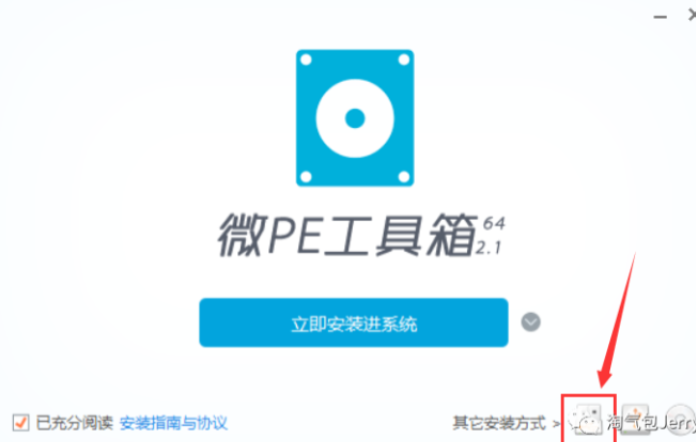 微PE工具箱 64
2.1
立即安装进系统
已充分阅读 安装指南与协议
其它安装方式 >
淘气包Jerry